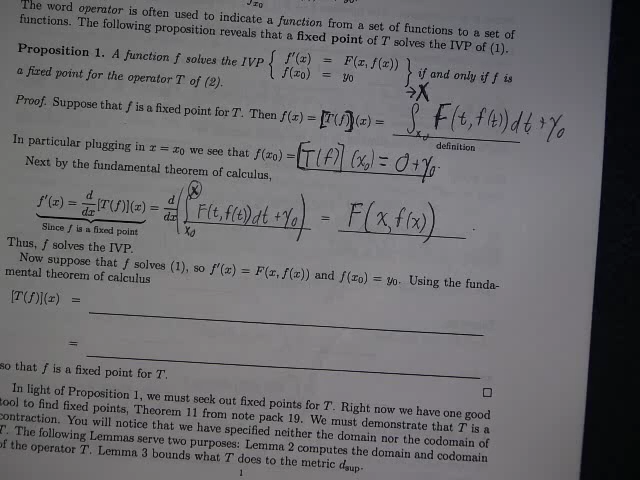 The word operator is often used to indicate a function from a set of functions to a set of
functions. The following proposition reveals that a fixed point of T solves the IVP of (1).
Proposition 1. A function f solves the IVP { f′(x) = F(x, f(x)) f(x₀) = y₀ } if and only if f is
a fixed point for the operator T of (2).
Proof. Suppose that f is a fixed point for T. Then f(x) = [T(f)](x) = ∫_{x₀}^{→x} F(t, f(t))dt + y₀
definition
In particular plugging in x = x₀ we see that f(x₀) = [T(f)](x₀) = 0 + y₀.
Next by the fundamental theorem of calculus,
f′(x) = d/dx [T(f)](x) = d/dx (∫_{x₀}^{x} F(t, f(t))dt + y₀) = F(x, f(x)).
Since f is a fixed point
Thus, f solves the IVP.
Now suppose that f solves (1), so f′(x) = F(x, f(x)) and f(x₀) = y₀. Using the funda-
mental theorem of calculus
[T(f)](x) =
=
so that f is a fixed point for T.
□
In light of Proposition 1, we must seek out fixed points for T. Right now we have one good
tool to find fixed points, Theorem 11 from note pack 19. We must demonstrate that T is a
contraction. You will notice that we have specified neither the domain nor the codomain of
T. The following Lemmas serve two purposes: Lemma 2 computes the domain and codomain
of the operator T. Lemma 3 bounds what T does to the metric d_sup.
1